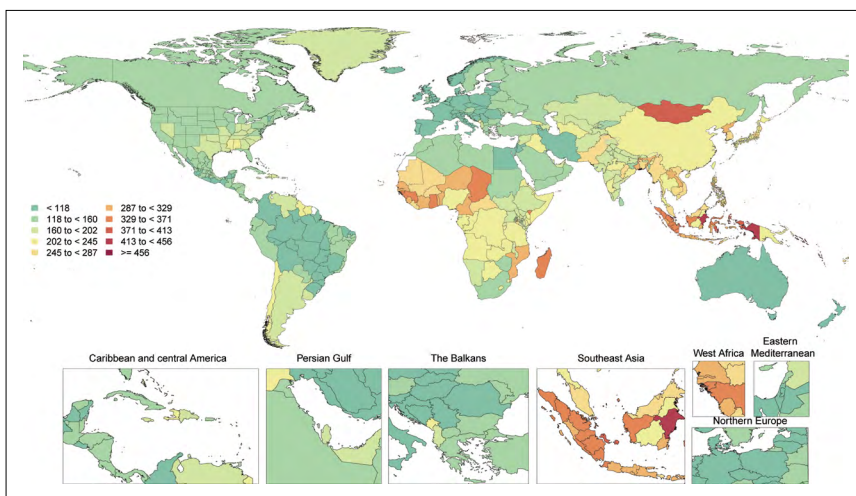 < 118
118 to < 160
160 to < 202
202 to < 245
245 to < 287
287 to < 329
329 to < 371
371 to < 413
413 to < 456
>= 456
Caribbean and central America
Persian Gulf
The Balkans
Southeast Asia
West Africa
Eastern
Mediterranean
Northern Europe